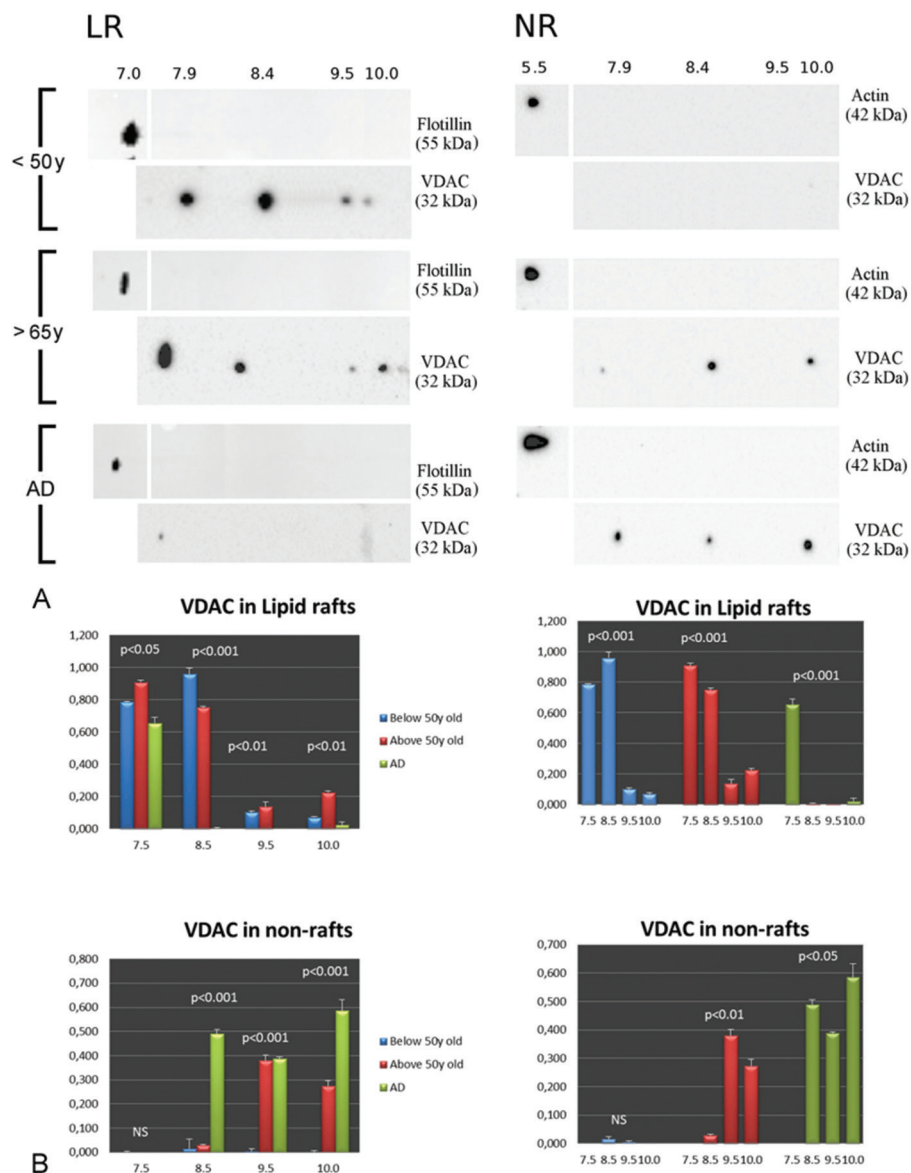 LR
NR
7.0 7.9 8.4 9.5 10.0
5.5 7.9 8.4 9.5 10.0
< 50y
Flotillin
(55 kDa)
Actin
(42 kDa)
VDAC
(32 kDa)
VDAC
(32 kDa)
> 65y
Flotillin
(55 kDa)
Actin
(42 kDa)
VDAC
(32 kDa)
VDAC
(32 kDa)
AD
Flotillin
(55 kDa)
Actin
(42 kDa)
VDAC
(32 kDa)
VDAC
(32 kDa)
A
VDAC in Lipid rafts
1,200
1,000
0,800
0,600
0,400
0,200
0,000
p<0.05
p<0.001
p<0.01
p<0.01
7.5 8.5 9.5 10.0
Below 50y old
Above 50y old
AD
VDAC in Lipid rafts
1,200
1,000
0,800
0,600
0,400
0,200
0,000
p<0.001
p<0.001
p<0.001
7.5 8.5 9.5 10.0 7.5 8.5 9.5 10.0 7.5 8.5 9.5 10.0
VDAC in non-rafts
0,800
0,700
0,600
0,500
0,400
0,300
0,200
0,100
0,000
NS
p<0.001
p<0.001
p<0.001
7.5 8.5 9.5 10.0
Below 50y old
Above 50y old
AD
VDAC in non-rafts
0,700
0,600
0,500
0,400
0,300
0,200
0,100
0,000
NS
p<0.01
p<0.05
7.5 8.5 9.5 10.0 7.5 8.5 9.5 10.0 7.5 8.5 9.5 10.0
B